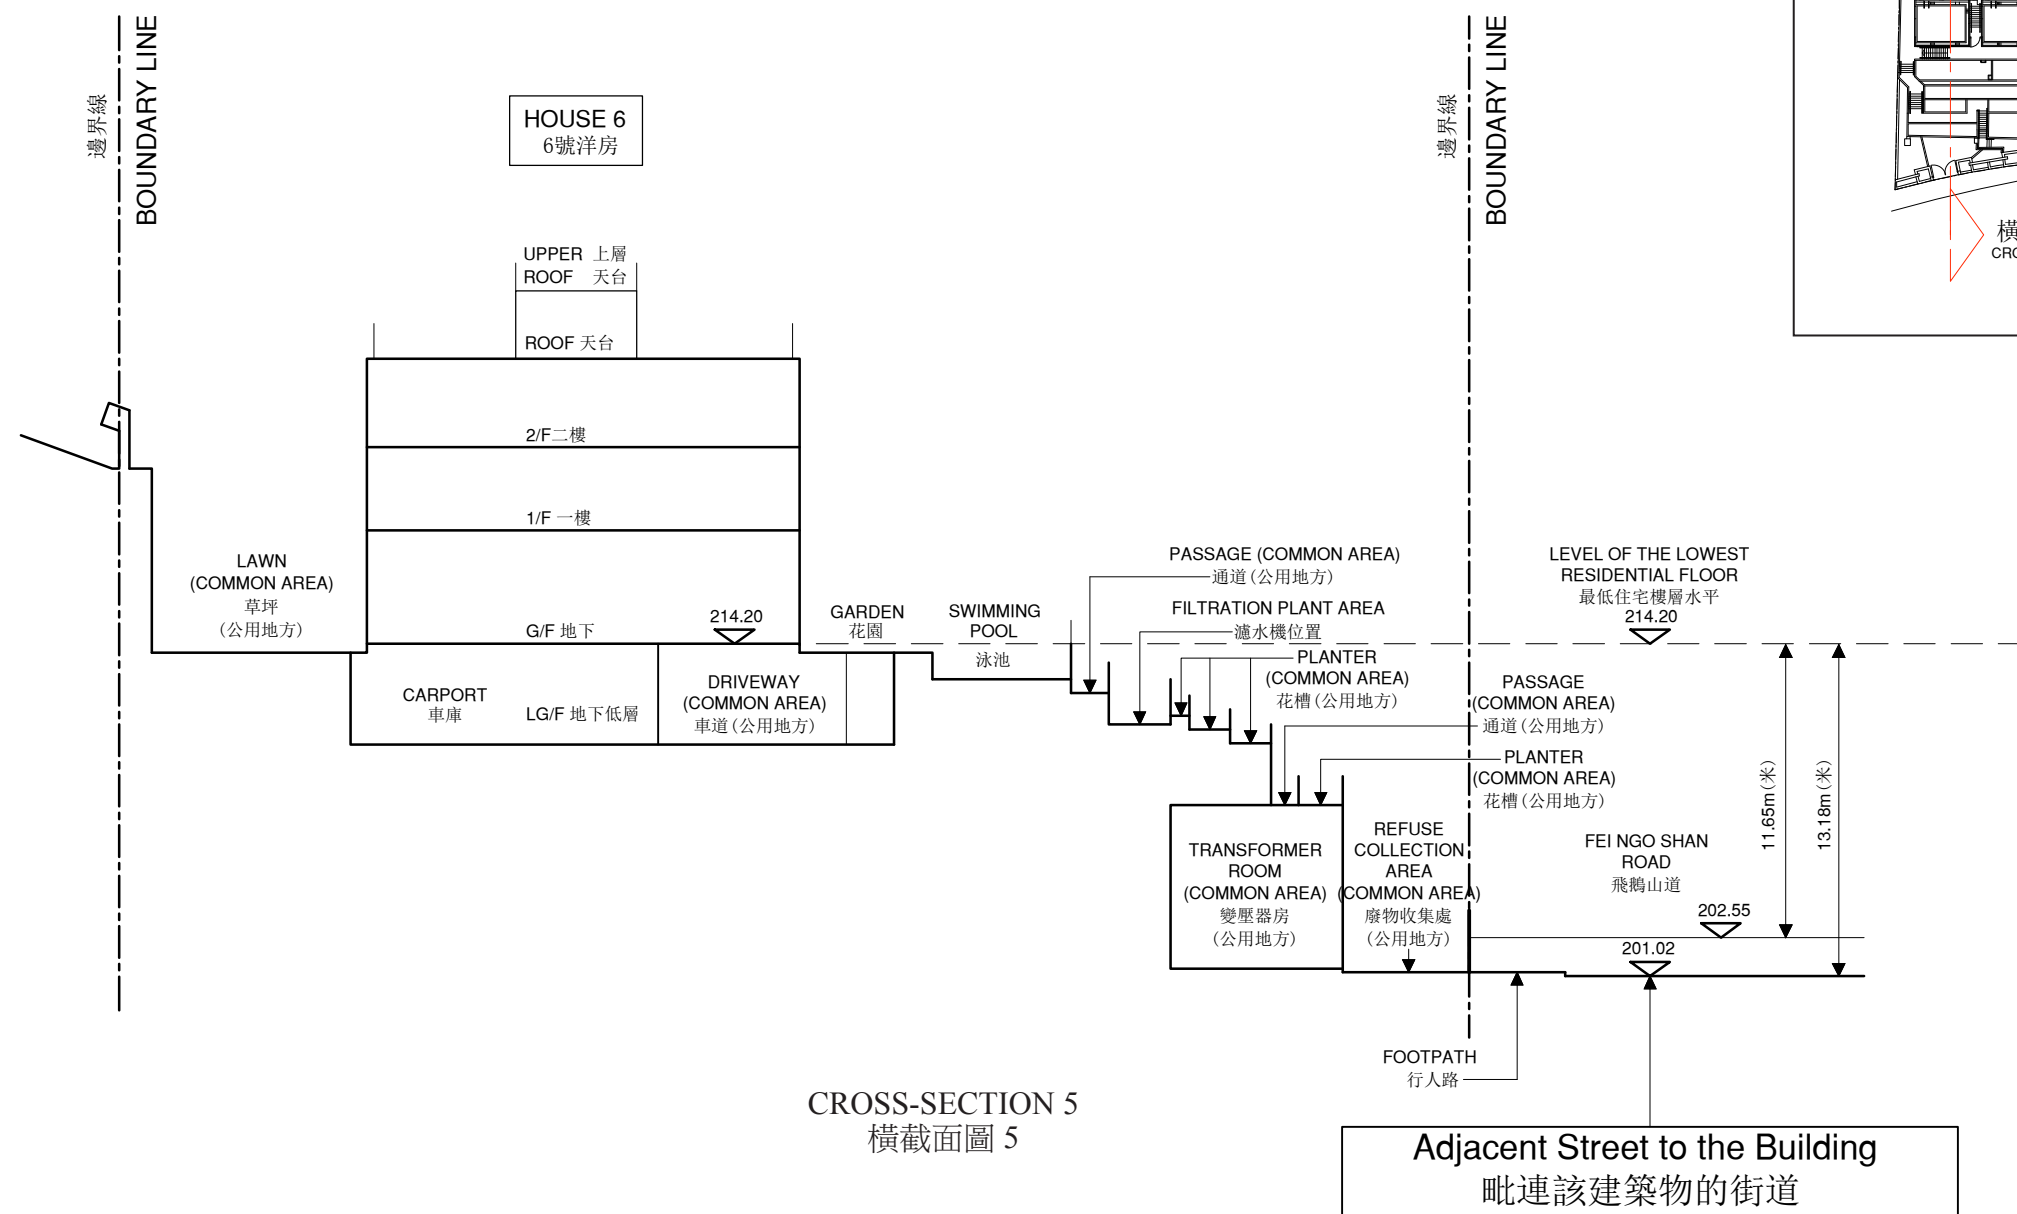 邊界線
BOUNDARY LINE
HOUSE 6
6號洋房
邊界線
BOUNDARY LINE
UPPER 上層
ROOF 天台
ROOF 天台
2/F二樓
1/F 一樓
LAWN
(COMMON AREA)
草坪
(公用地方)
G/F 地下
214.20
GARDEN
花園
SWIMMING
POOL
泳池
PASSAGE (COMMON AREA)
通道(公用地方)
FILTRATION PLANT AREA
濾水機位置
PLANTER
(COMMON AREA)
花槽(公用地方)
LEVEL OF THE LOWEST
RESIDENTIAL FLOOR
最低住宅樓層水平
214.20
CARPORT
車庫
LG/F 地下低層
DRIVEWAY
(COMMON AREA)
車道(公用地方)
PASSAGE
(COMMON AREA)
通道(公用地方)
PLANTER
(COMMON AREA)
花槽(公用地方)
11.65m(米)
13.18m(米)
TRANSFORMER
ROOM
(COMMON AREA)
變壓器房
(公用地方)
REFUSE
COLLECTION
AREA
(COMMON AREA)
廢物收集處
(公用地方)
FEI NGO SHAN
ROAD
飛鵝山道
202.55
201.02
FOOTPATH
行人路
CROSS-SECTION 5
橫截面圖 5
Adjacent Street to the Building
毗連該建築物的街道
橫